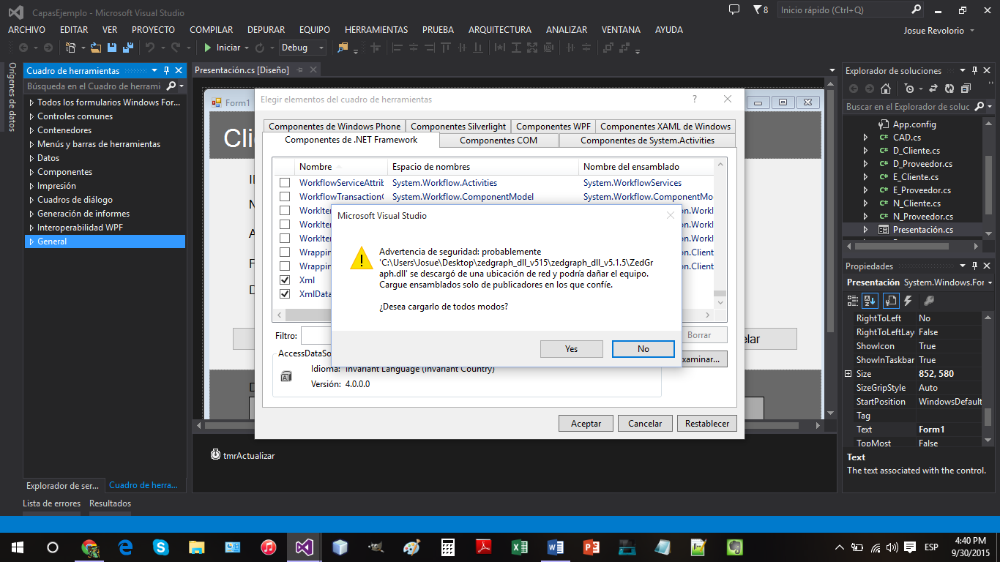 CapasEjemplo - Microsoft Visual Studio
8
Inicio rápido (Ctrl+Q)
ARCHIVO EDITAR VER PROYECTO COMPILAR DEPURAR EQUIPO HERRAMIENTAS PRUEBA ARQUITECTURA ANALIZAR VENTANA AYUDA
Josue Revolorio
Iniciar
Debug
Orígenes de datos
Cuadro de herramientas
Búsqueda en el Cuadro de herrami
Todos los formularios Windows For...
Controles comunes
Contenedores
Menús y barras de herramientas
Datos
Componentes
Impresión
Cuadros de diálogo
Generación de informes
Interoperabilidad WPF
General
Explorador de ser...
Cuadro de herra...
Presentación.cs [Diseño]
Form1
Cli
Elegir elementos del cuadro de herramientas
?
Componentes de Windows Phone
Componentes Silverlight
Componentes WPF
Componentes XAML de Windows
Componentes de .NET Framework
Componentes COM
Componentes de System.Activities
Nombre Espacio de nombres Nombre del ensamblado
WorkflowServiceAttrib System.Workflow.Activities System.WorkflowServices
WorkflowTransactionC System.Workflow.ComponentModel System.Workflow.ComponentMo
WorkIter on.WorkI
WorkIter on.WorkI
WorkIter on.WorkI
Wrappin on.Client
Wrappin on.Client
Xml
XmlData
Filtro:
Borrar
AccessDataSo
xaminar...
Idioma: Invariant Language (Invariant Country)
Versión: 4.0.0.0
Aceptar
Cancelar
Restablecer
elar
Microsoft Visual Studio
Advertencia de seguridad: probablemente
'C:\Users\Josue\Desktop\zedgraph_dll_v515\zedgraph_dll_v5.1.5\ZedGr
aph.dll' se descargó de una ubicación de red y podría dañar el equipo.
Cargue ensamblados solo de publicadores en los que confíe.
¿Desea cargarlo de todos modos?
Yes
No
tmrActualizar
Explorador de soluciones
Buscar en el Explorador de soluc
App.config
CAD.cs
D_Cliente.cs
D_Proveedor.cs
E_Cliente.cs
E_Proveedor.cs
N_Cliente.cs
N_Proveedor.cs
Presentación.cs
Propiedades
Presentación System.Windows.For
RightToLeft No
RightToLeftLay False
ShowIcon True
ShowInTaskbar True
Size 852, 580
SizeGripStyle Auto
StartPosition WindowsDefault
Tag
Text Form1
TopMost False
Text
The text associated with the control.
Lista de errores
Resultados
ESP
4:40 PM
9/30/2015